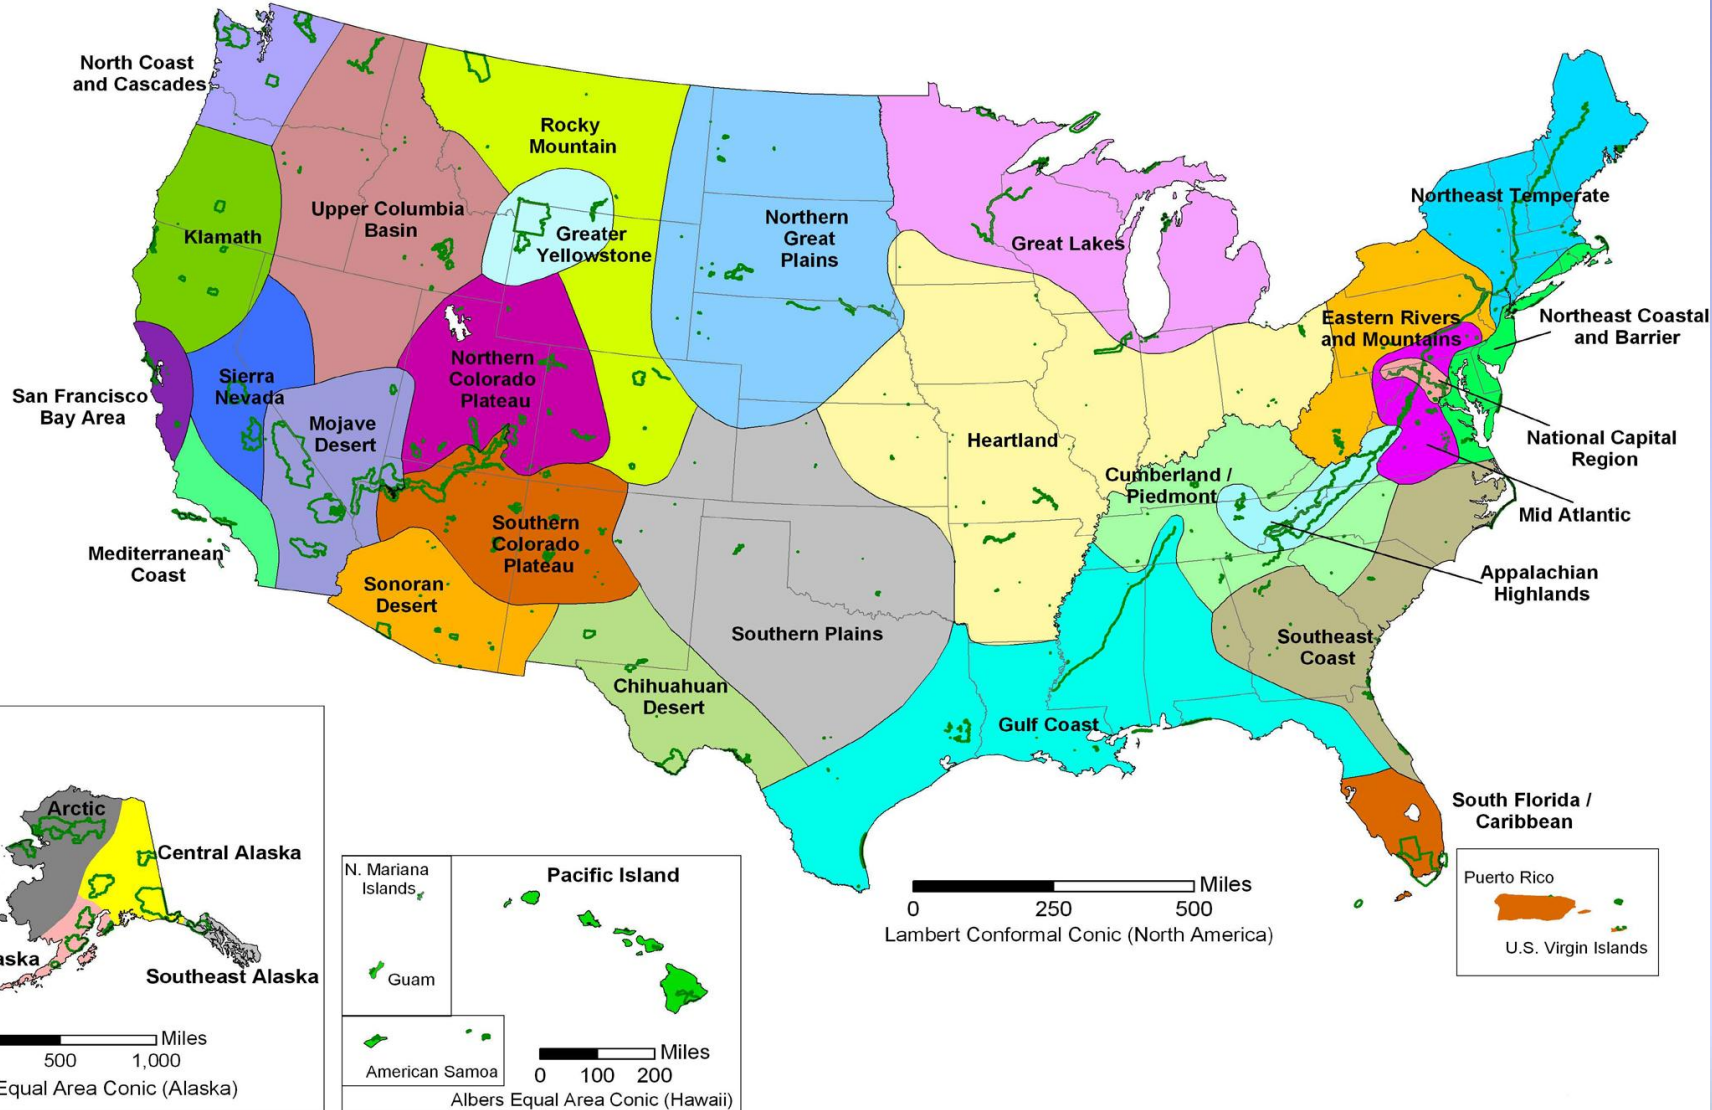 North Coast
and Cascades
Rocky
Mountain
Upper Columbia
Basin
Klamath
Greater
Yellowstone
Northern
Great
Plains
Great Lakes
Northeast Temperate
Eastern Rivers
and Mountains
Northeast Coastal
and Barrier
San Francisco
Bay Area
Sierra
Nevada
Mojave
Desert
Northern
Colorado
Plateau
Heartland
National Capital
Region
Cumberland /
Piedmont
Mid Atlantic
Mediterranean
Coast
Southern
Colorado
Plateau
Sonoran
Desert
Southern Plains
Appalachian
Highlands
Southeast
Coast
Chihuahuan
Desert
Gulf Coast
South Florida /
Caribbean
Arctic
Central Alaska
aska
Southeast Alaska
Miles
500 1,000
Equal Area Conic (Alaska)
N. Mariana
Islands
Guam
American Samoa
Pacific Island
Miles
0 100 200
Albers Equal Area Conic (Hawaii)
Miles
0 250 500
Lambert Conformal Conic (North America)
Puerto Rico
U.S. Virgin Islands